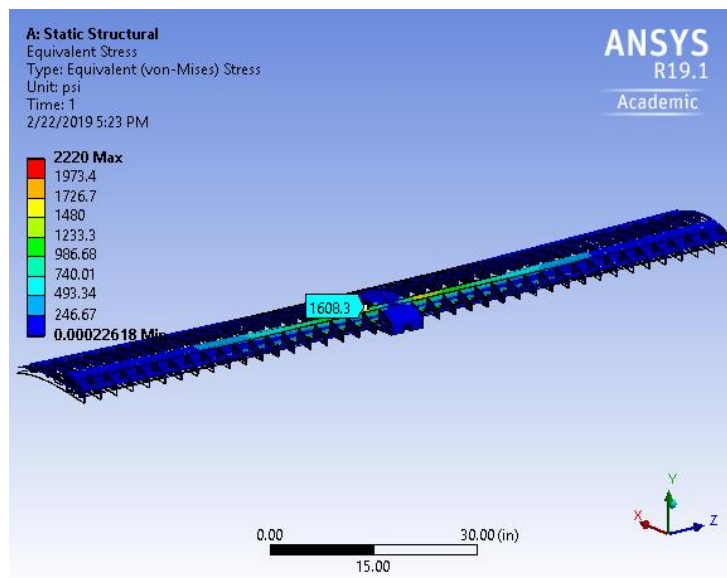 A: Static Structural
Equivalent Stress
Type: Equivalent (von-Mises) Stress
Unit: psi
Time: 1
2/22/2019 5:23 PM
ANSYS
R19.1
Academic
2220 Max
1973.4
1726.7
1480
1233.3
986.68
740.01
493.34
246.67
0.00022618 Min
1608.3
0.00
30.00 (in)
15.00
Y
X
Z